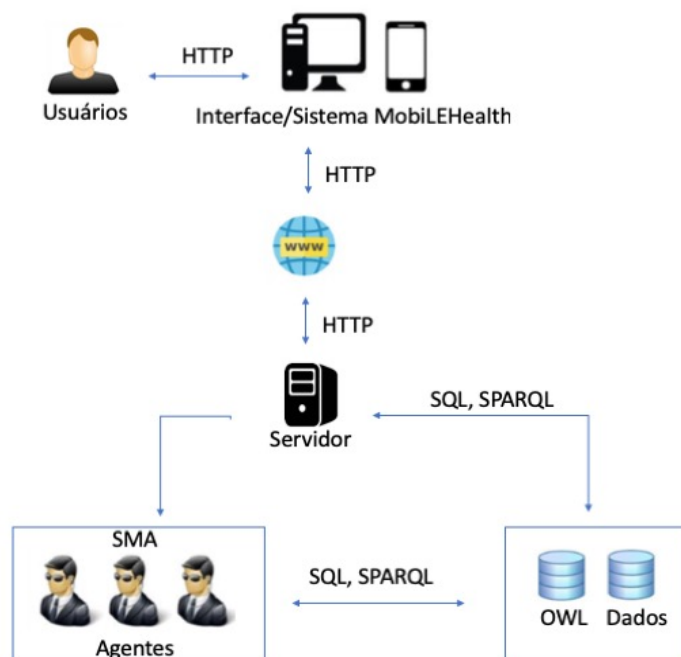 HTTP
Usuários
Interface/Sistema MobiLEHealth
HTTP
www
HTTP
Servidor
SQL, SPARQL
SMA
Agentes
SQL, SPARQL
OWL Dados